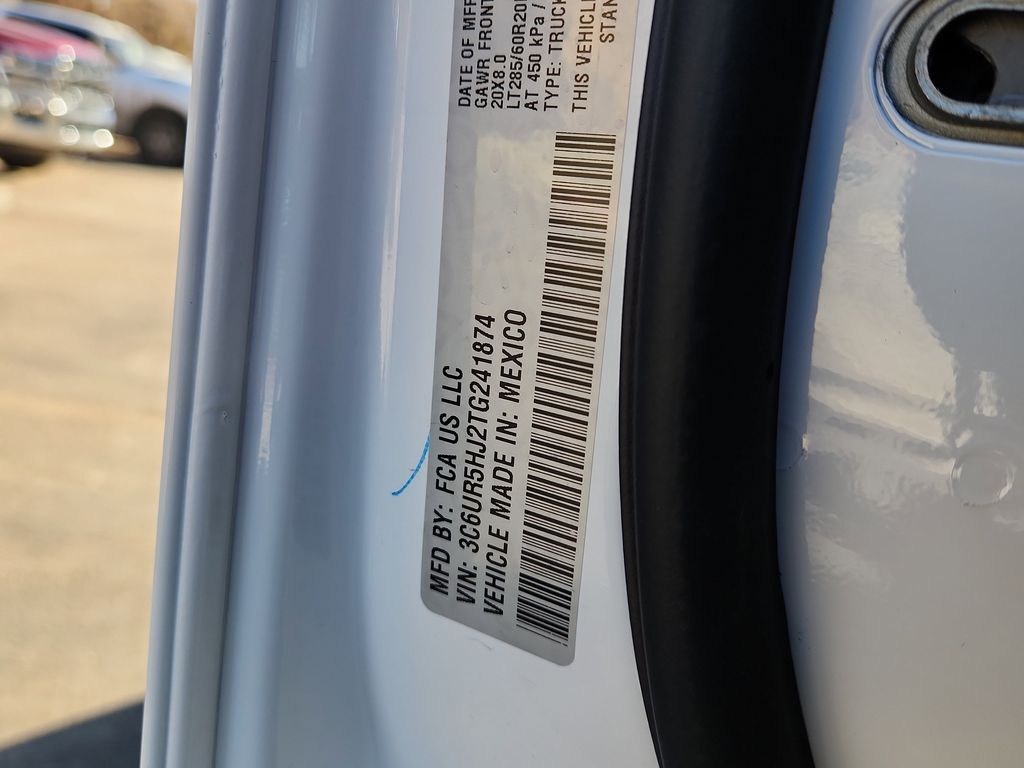 MFD BY: FCA US LLC
VIN: 3C6UR5HJ2TG241874
VEHICLE MADE IN: MEXICO
DATE OF MFR
GAWR FRONT
20X8.0
LT285/60R20
AT 450 kPa /
TYPE: TRUCK
THIS VEHICLE
STAN